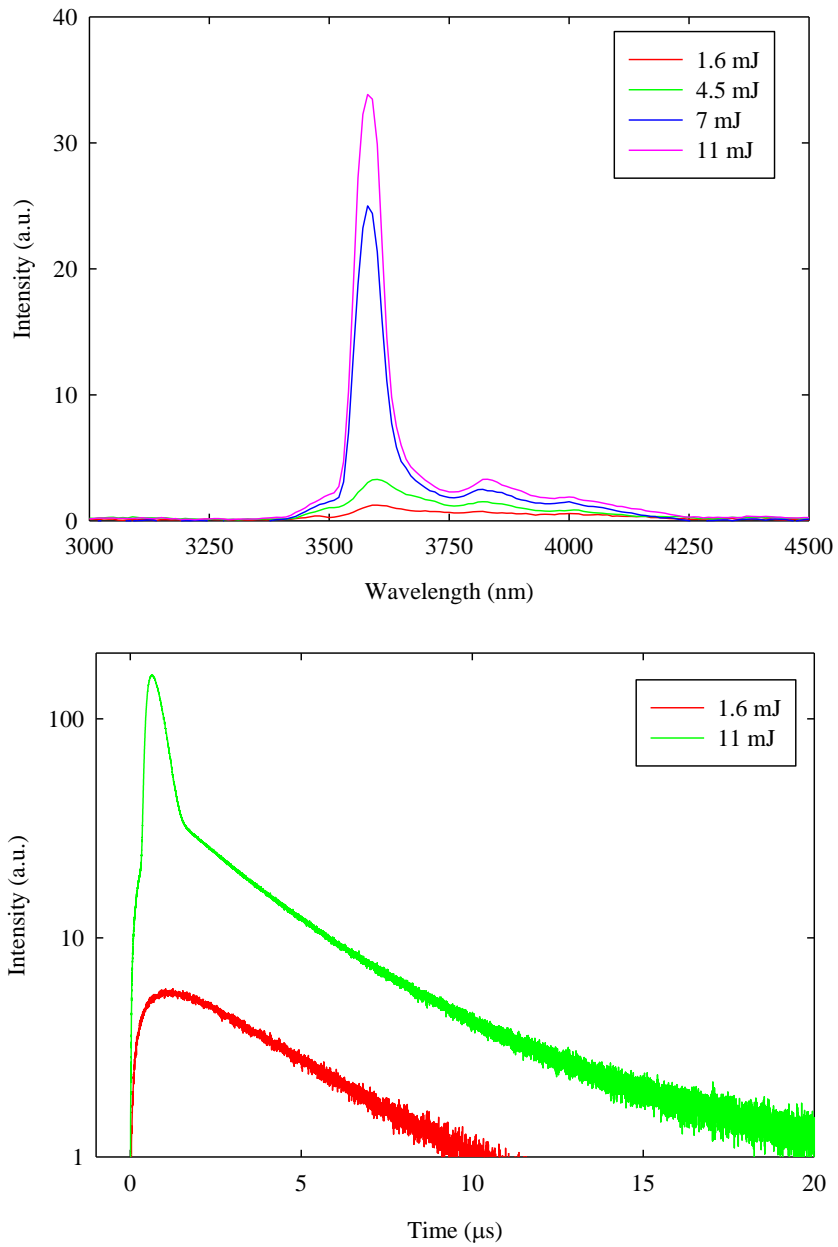 40
30
20
10
0
Intensity (a.u.)
1.6 mJ
4.5 mJ
7 mJ
11 mJ
3000 3250 3500 3750 4000 4250 4500
Wavelength (nm)
100
10
1
Intensity (a.u.)
1.6 mJ
11 mJ
0 5 10 15 20
Time (μs)